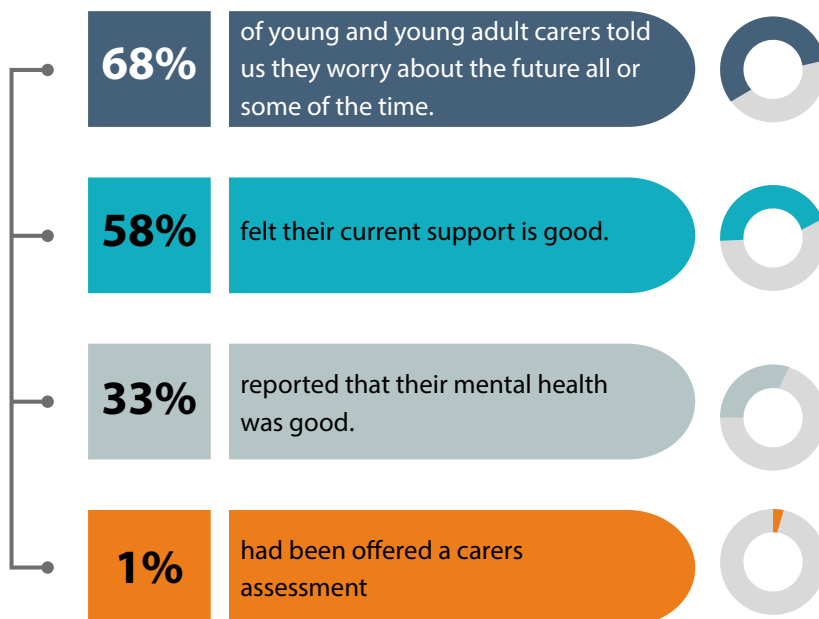 68%
of young and young adult carers told
us they worry about the future all or
some of the time.
58%
felt their current support is good.
33%
reported that their mental health
was good.
1%
had been offered a carers
assessment